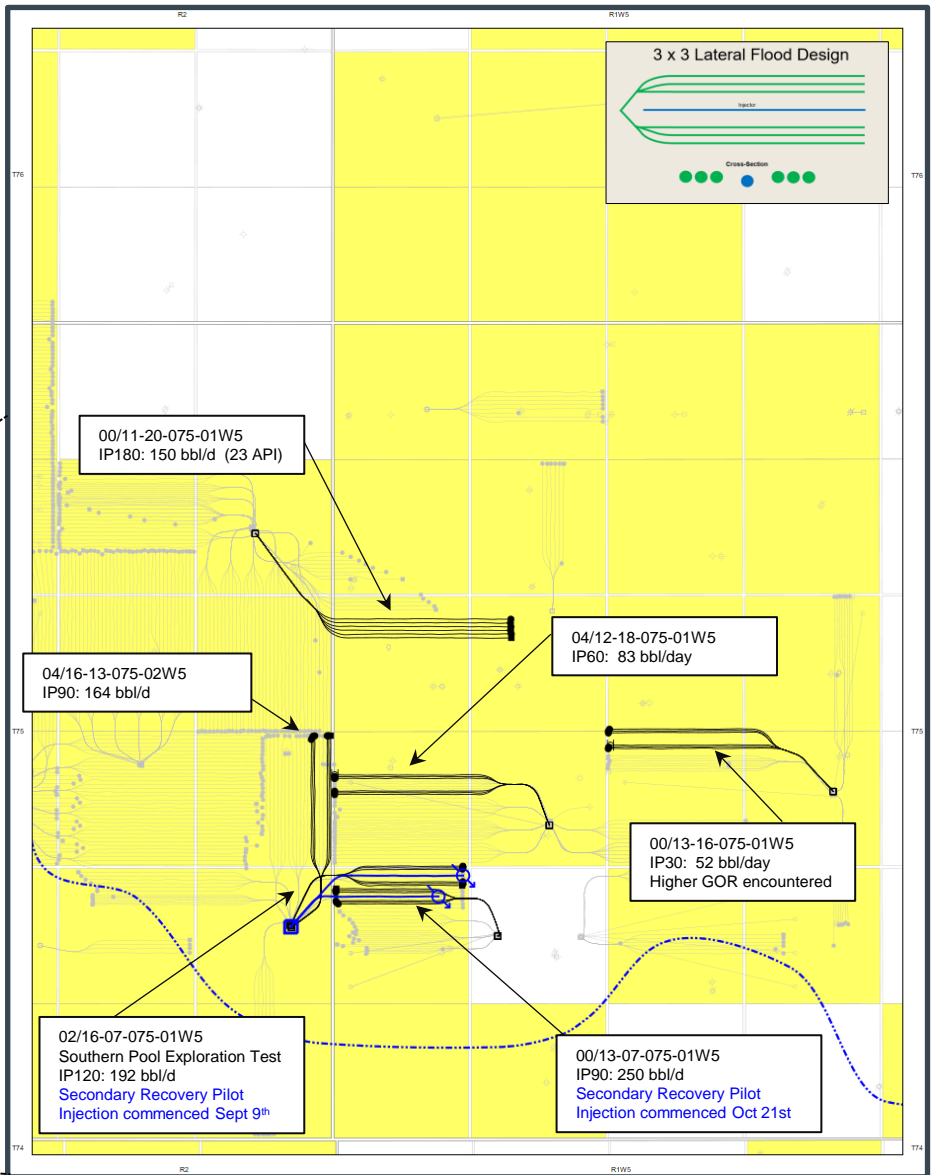 R2
R1W5
3 x 3 Lateral Flood Design
Injector
Cross-Section
T76
T76
00/11-20-075-01W5
IP180: 150 bbl/d (23 API)
04/12-18-075-01W5
IP60: 83 bbl/day
04/16-13-075-02W5
IP90: 164 bbl/d
T75
T75
00/13-16-075-01W5
IP30: 52 bbl/day
Higher GOR encountered
02/16-07-075-01W5
Southern Pool Exploration Test
IP120: 192 bbl/d
Secondary Recovery Pilot
Injection commenced Sept 9th
00/13-07-075-01W5
IP90: 250 bbl/d
Secondary Recovery Pilot
Injection commenced Oct 21st
T74
T74
R2
R1W5